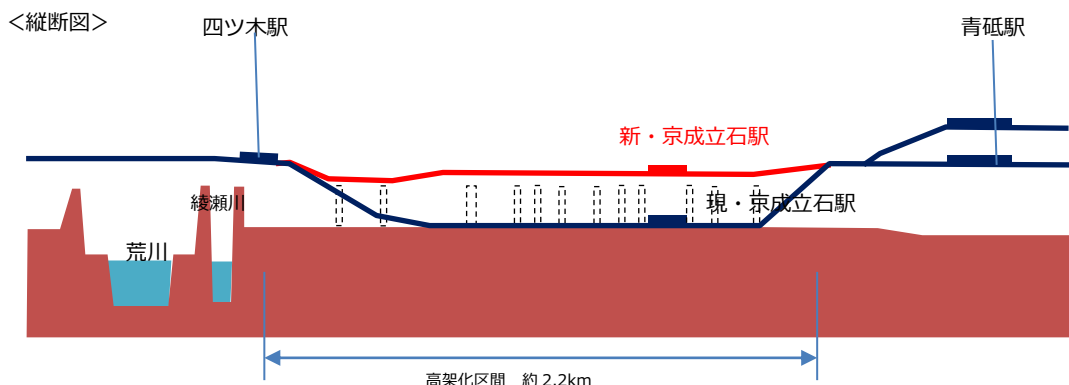 ＜縦断図＞
四ツ木駅
青砥駅
新・京成立石駅
綾瀬川
現・京成立石駅
荒川
高架化区間　約 2.2km